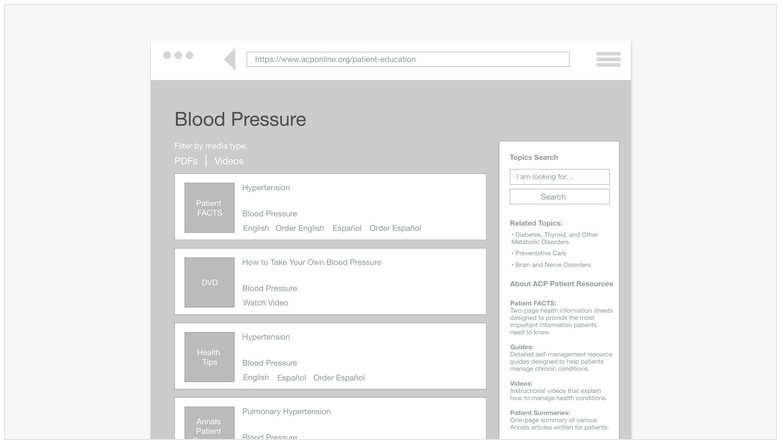 https://www.acponline.org/patient-education
Blood Pressure
Filter by media type:
PDFs | Videos
Patient
FACTS
Hypertension
Blood Pressure
English Order English Español Order Español
DVD
How to Take Your Own Blood Pressure
Blood Pressure
Watch Video
Health
Tips
Hypertension
Blood Pressure
English Español Order Español
Annals
Patient
Pulmonary Hypertension
Blood Pressure
Topics Search
I am looking for...
Search
Related Topics:
• Diabetes, Thyroid, and Other
Metabolic Disorders
• Preventative Care
• Brain and Nerve Disorders
About ACP Patient Resources
Patient FACTS:
Two-page health information sheets
designed to provide the most
important information patients
need to know.
Guides:
Detailed self-management resource
guides designed to help patients
manage chronic conditions.
Videos:
Instructional videos that explain
how to manage health conditions.
Patient Summaries:
One-page summary of various
Annals articles written for patients.